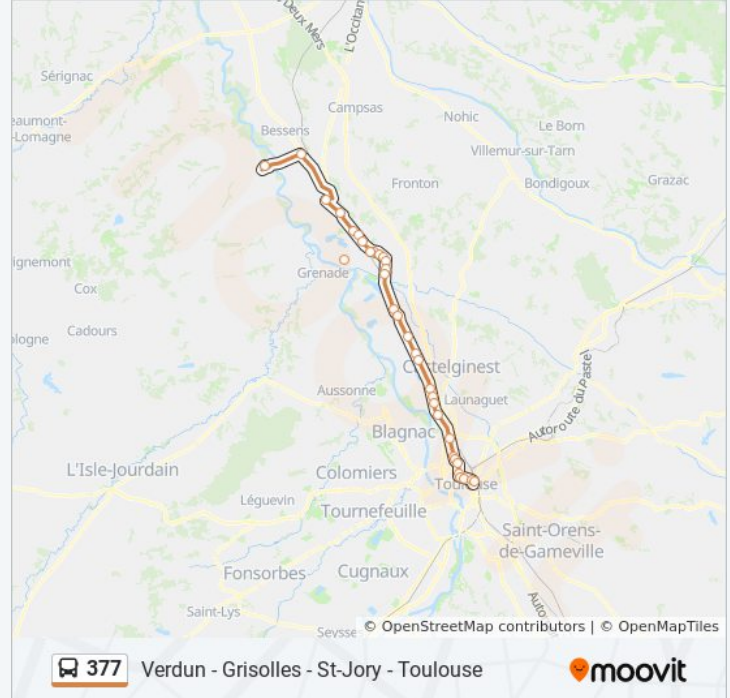 Deux Mers
L'Occitan
Sérignac
Campsas
eaumont-
-Lomagne
Nohic
Le Born
Bessens
Villemur-sur-Tarn
Fronton
Bondigoux
Grazac
ignemont
Grenade
Cox
ologne
Cadours
Castelginest
Aussonne
Launaguet
Autoroute du Pastel
Blagnac
L'Isle-Jourdain
Colomiers
Toulouse
Léguevin
Tournefeuille
Saint-Orens-
de-Gameville
Fonsorbes
Cugnaux
Auto
Saint-Lys
Seysse
© OpenStreetMap contributors | © OpenMapTiles
377
Verdun - Grisolles - St-Jory - Toulouse
moovit